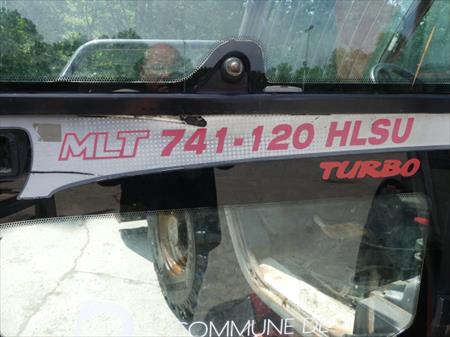 MLT 741-120 HLSU
TURBO
COMMUNE DE